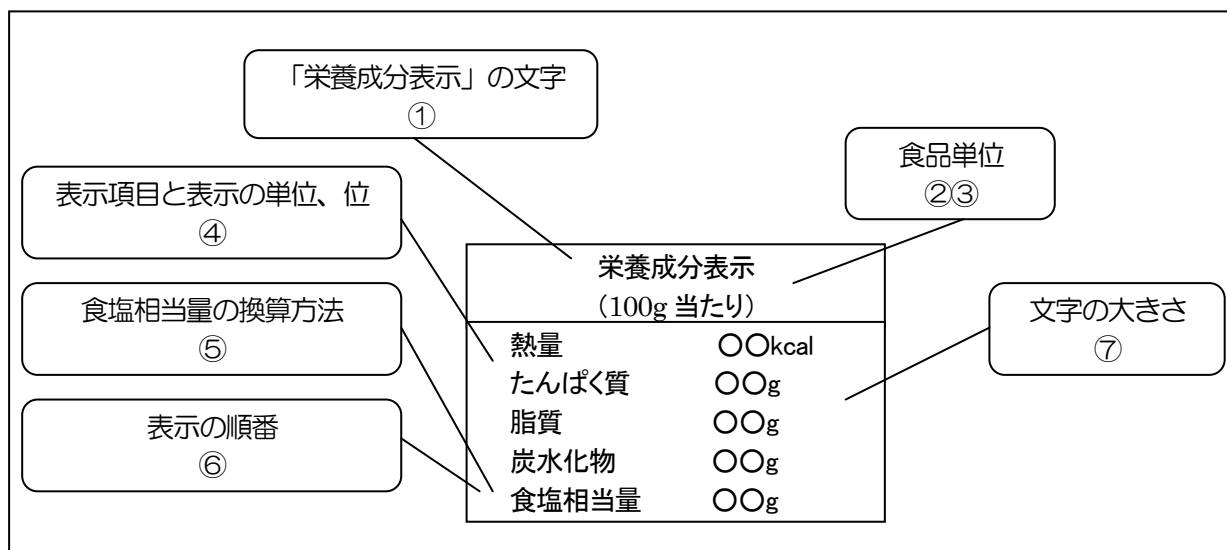 「栄養成分表示」の文字
①
食品単位
②③
表示項目と表示の単位、位
④
栄養成分表示
(100g 当たり)
食塩相当量の換算方法
⑤
文字の大きさ
⑦
熱量 〇〇kcal
たんぱく質 〇〇g
脂質 〇〇g
炭水化物 〇〇g
食塩相当量 〇〇g
表示の順番
⑥